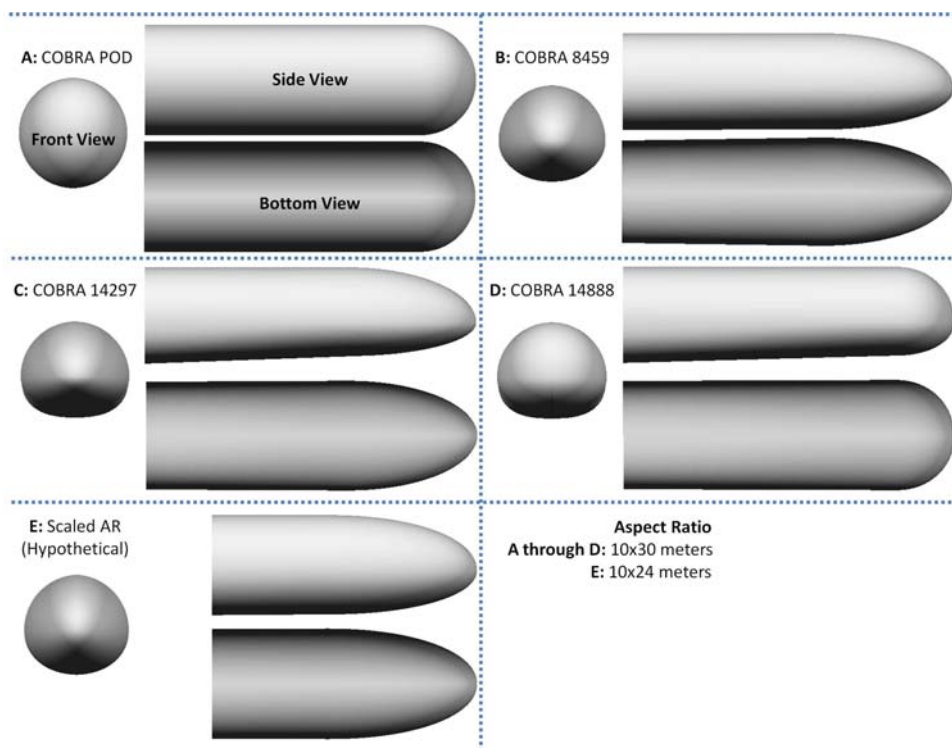 A: COBRA POD
Front View
Side View
Bottom View
B: COBRA 8459
C: COBRA 14297
D: COBRA 14888
E: Scaled AR
(Hypothetical)
Aspect Ratio
A through D: 10x30 meters
E: 10x24 meters